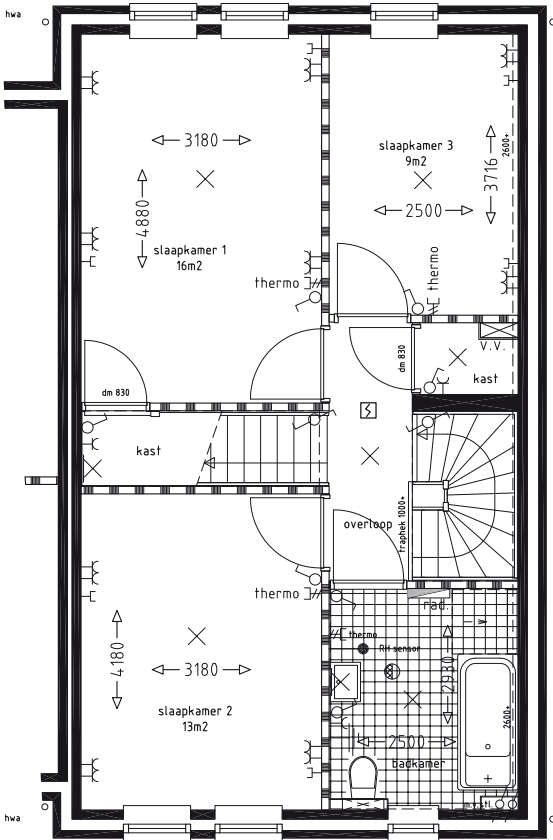 hwa
3180
4880
slaapkamer 1
16m2
thermo
slaapkamer 3
9m2
2600+
3716
2500
thermo
v.v.
kast
dm 830
dm 830
kast
overloop
traphek 1000+
thermo
rad.
thermo
RH sensor
2930
4180
3180
slaapkamer 2
13m2
2500
badkamer
2600+
hwa